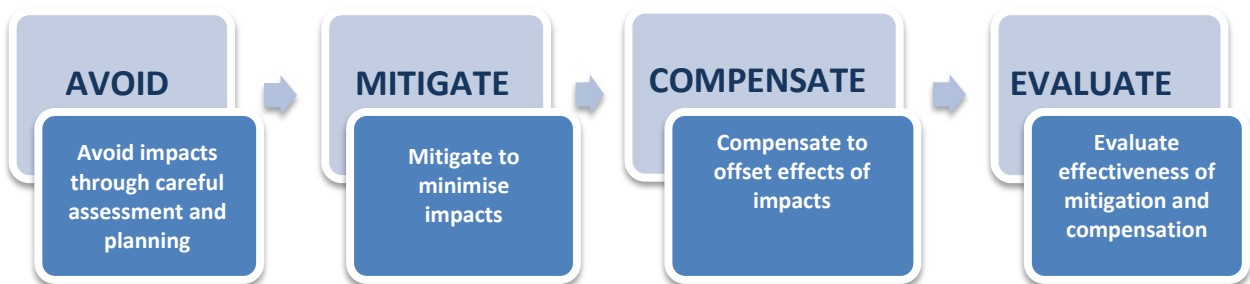 AVOID
Avoid impacts
through careful
assessment and
planning
MITIGATE
Mitigate to
minimise
impacts
COMPENSATE
Compensate to
offset effects of
impacts
EVALUATE
Evaluate
effectiveness of
mitigation and
compensation